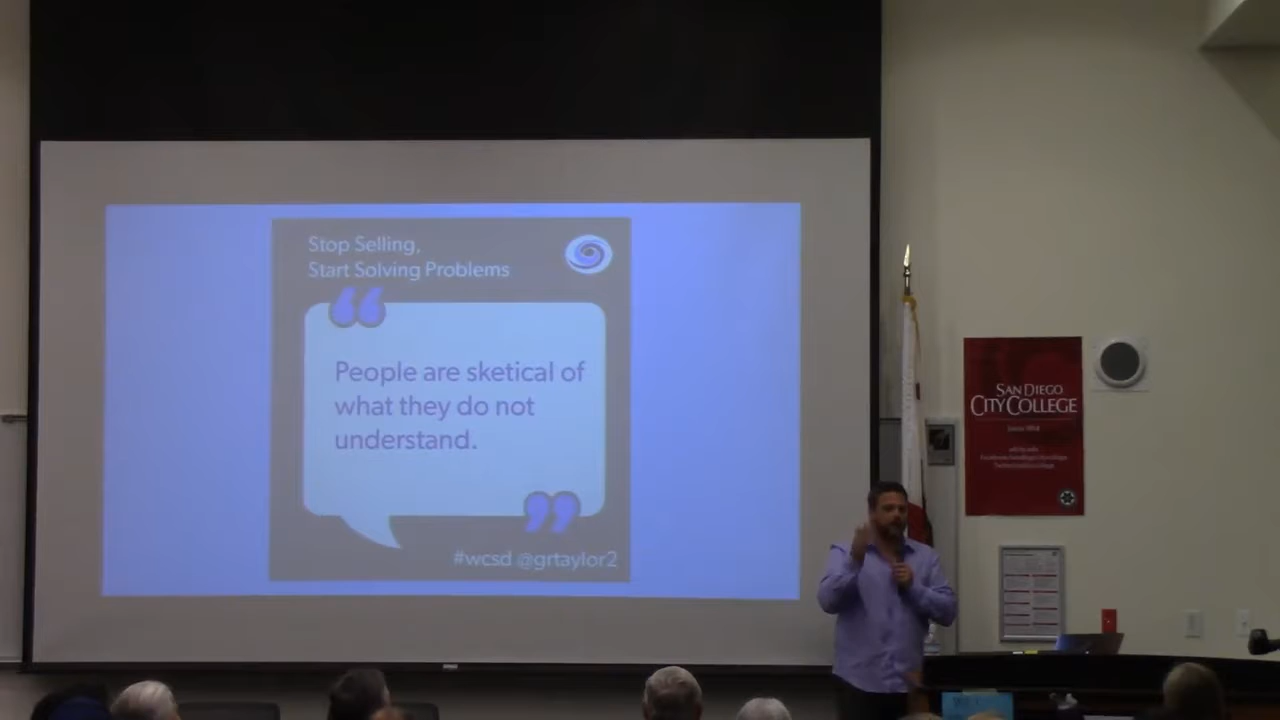 Stop Selling,
Start Solving Problems
“
People are sketical of
what they do not
understand.
”
#wcsd @grtaylor2
SAN DIEGO
CITY COLLEGE